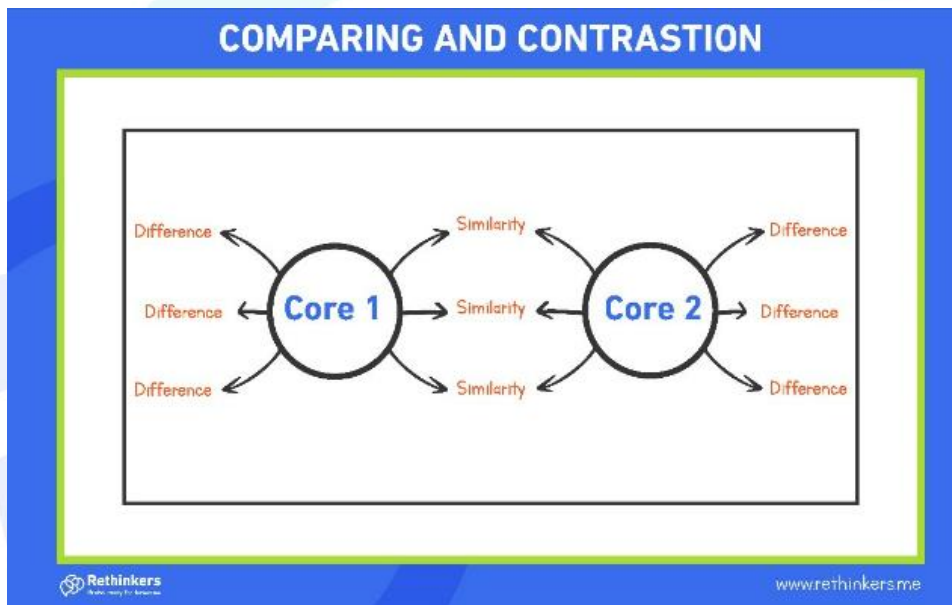 COMPARING AND CONTRASTION
Difference Similarity Difference
Core 1 Core 2
Difference Similarity Difference
Difference Similarity Difference
Rethinkers
www.rethinkers.me